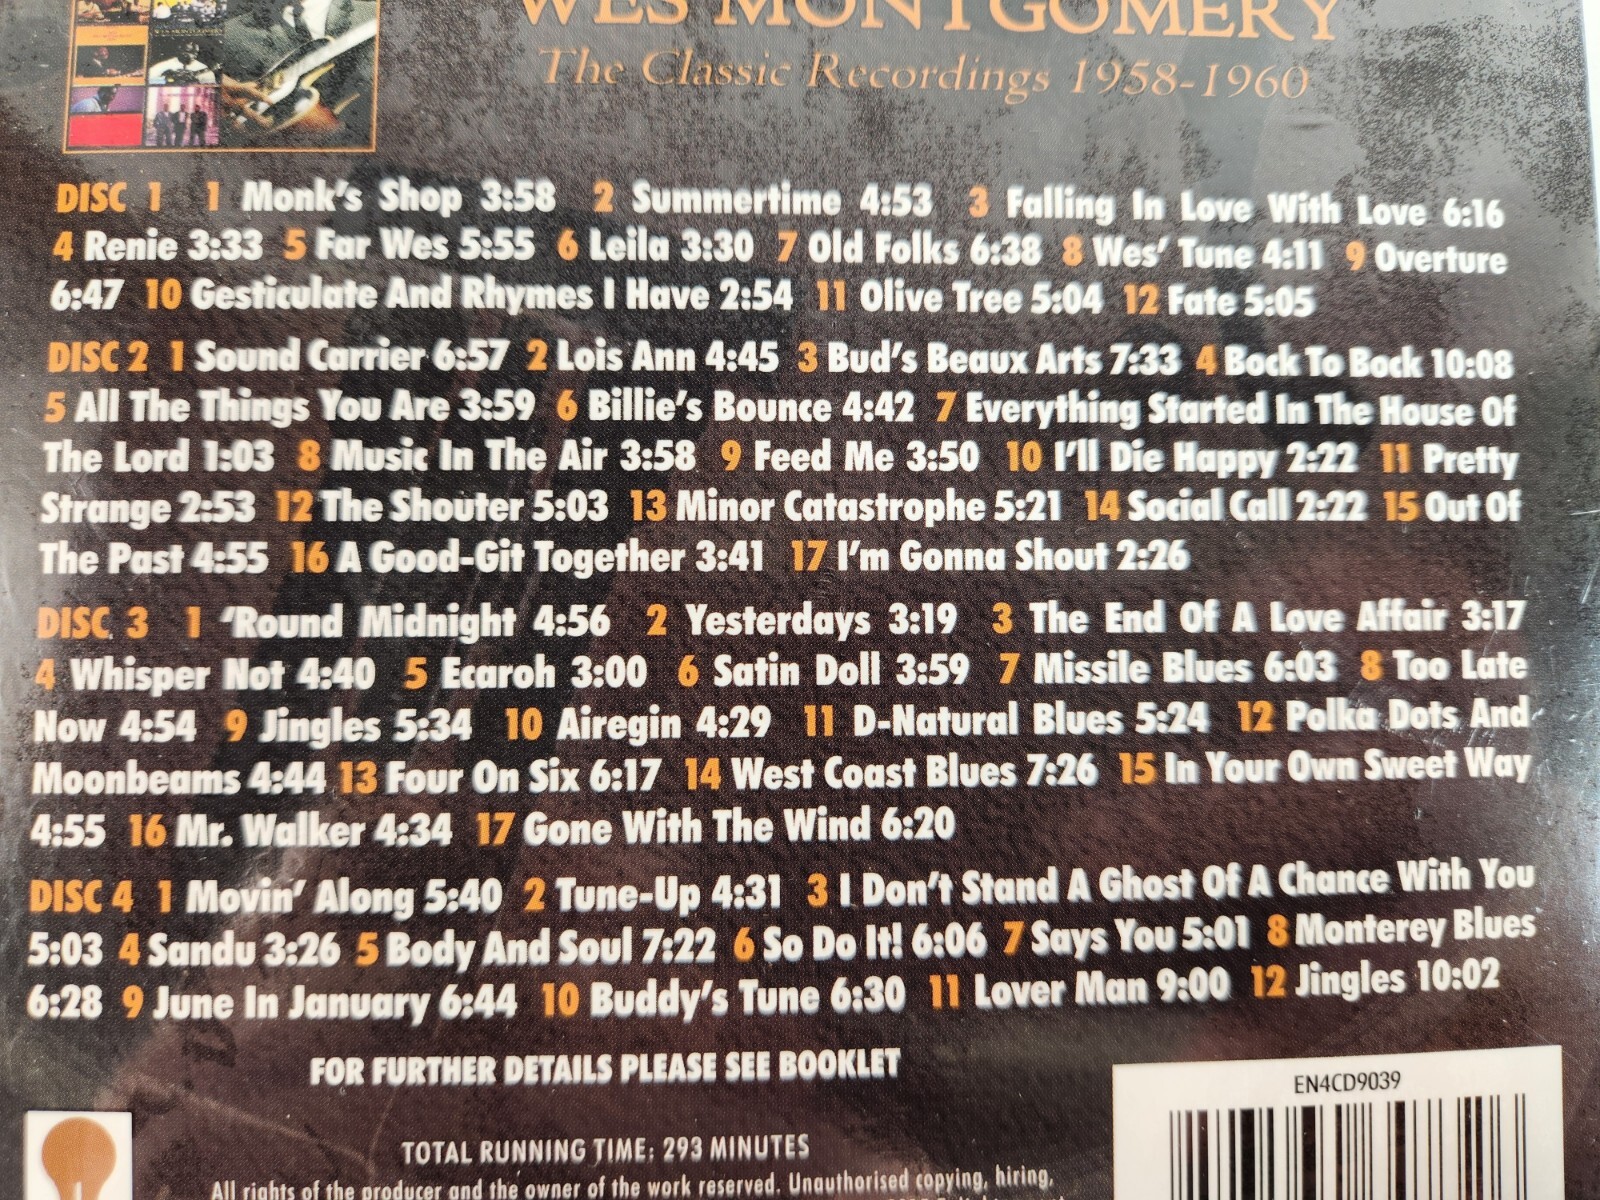 WES MONTGOMERY
The Classic Recordings 1958-1960
DISC 1 1 Monk's Shop 3:58 2 Summertime 4:53 3 Falling In Love With Love 6:16
4 Renie 3:33 5 Far Wes 5:55 6 Leila 3:30 7 Old Folks 6:38 8 Wes' Tune 4:11 9 Overture
6:47 10 Gesticulate And Rhymes I Have 2:54 11 Olive Tree 5:04 12 Fate 5:05
DISC 2 1 Sound Carrier 6:57 2 Lois Ann 4:45 3 Bud's Beaux Arts 7:33 4 Bock To Bock 10:08
5 All The Things You Are 3:59 6 Billie's Bounce 4:42 7 Everything Started In The House Of
The Lord 1:03 8 Music In The Air 3:58 9 Feed Me 3:50 10 I'll Die Happy 2:22 11 Pretty
Strange 2:53 12 The Shouter 5:03 13 Minor Catastrophe 5:21 14 Social Call 2:22 15 Out Of
The Past 4:55 16 A Good-Git Together 3:41 17 I'm Gonna Shout 2:26
DISC 3 1 'Round Midnight 4:56 2 Yesterdays 3:19 3 The End Of A Love Affair 3:17
4 Whisper Not 4:40 5 Ecaroh 3:00 6 Satin Doll 3:59 7 Missile Blues 6:03 8 Too Late
Now 4:54 9 Jingles 5:34 10 Airegin 4:29 11 D-Natural Blues 5:24 12 Polka Dots And
Moonbeams 4:44 13 Four On Six 6:17 14 West Coast Blues 7:26 15 In Your Own Sweet Way
4:55 16 Mr. Walker 4:34 17 Gone With The Wind 6:20
DISC 4 1 Movin' Along 5:40 2 Tune-Up 4:31 3 I Don't Stand A Ghost Of A Chance With You
5:03 4 Sandu 3:26 5 Body And Soul 7:22 6 So Do It! 6:06 7 Says You 5:01 8 Monterey Blues
6:28 9 June In January 6:44 10 Buddy's Tune 6:30 11 Lover Man 9:00 12 Jingles 10:02
FOR FURTHER DETAILS PLEASE SEE BOOKLET
EN4CD9039
TOTAL RUNNING TIME: 293 MINUTES
All rights of the producer and the owner of the work reserved. Unauthorised copying, hiring,